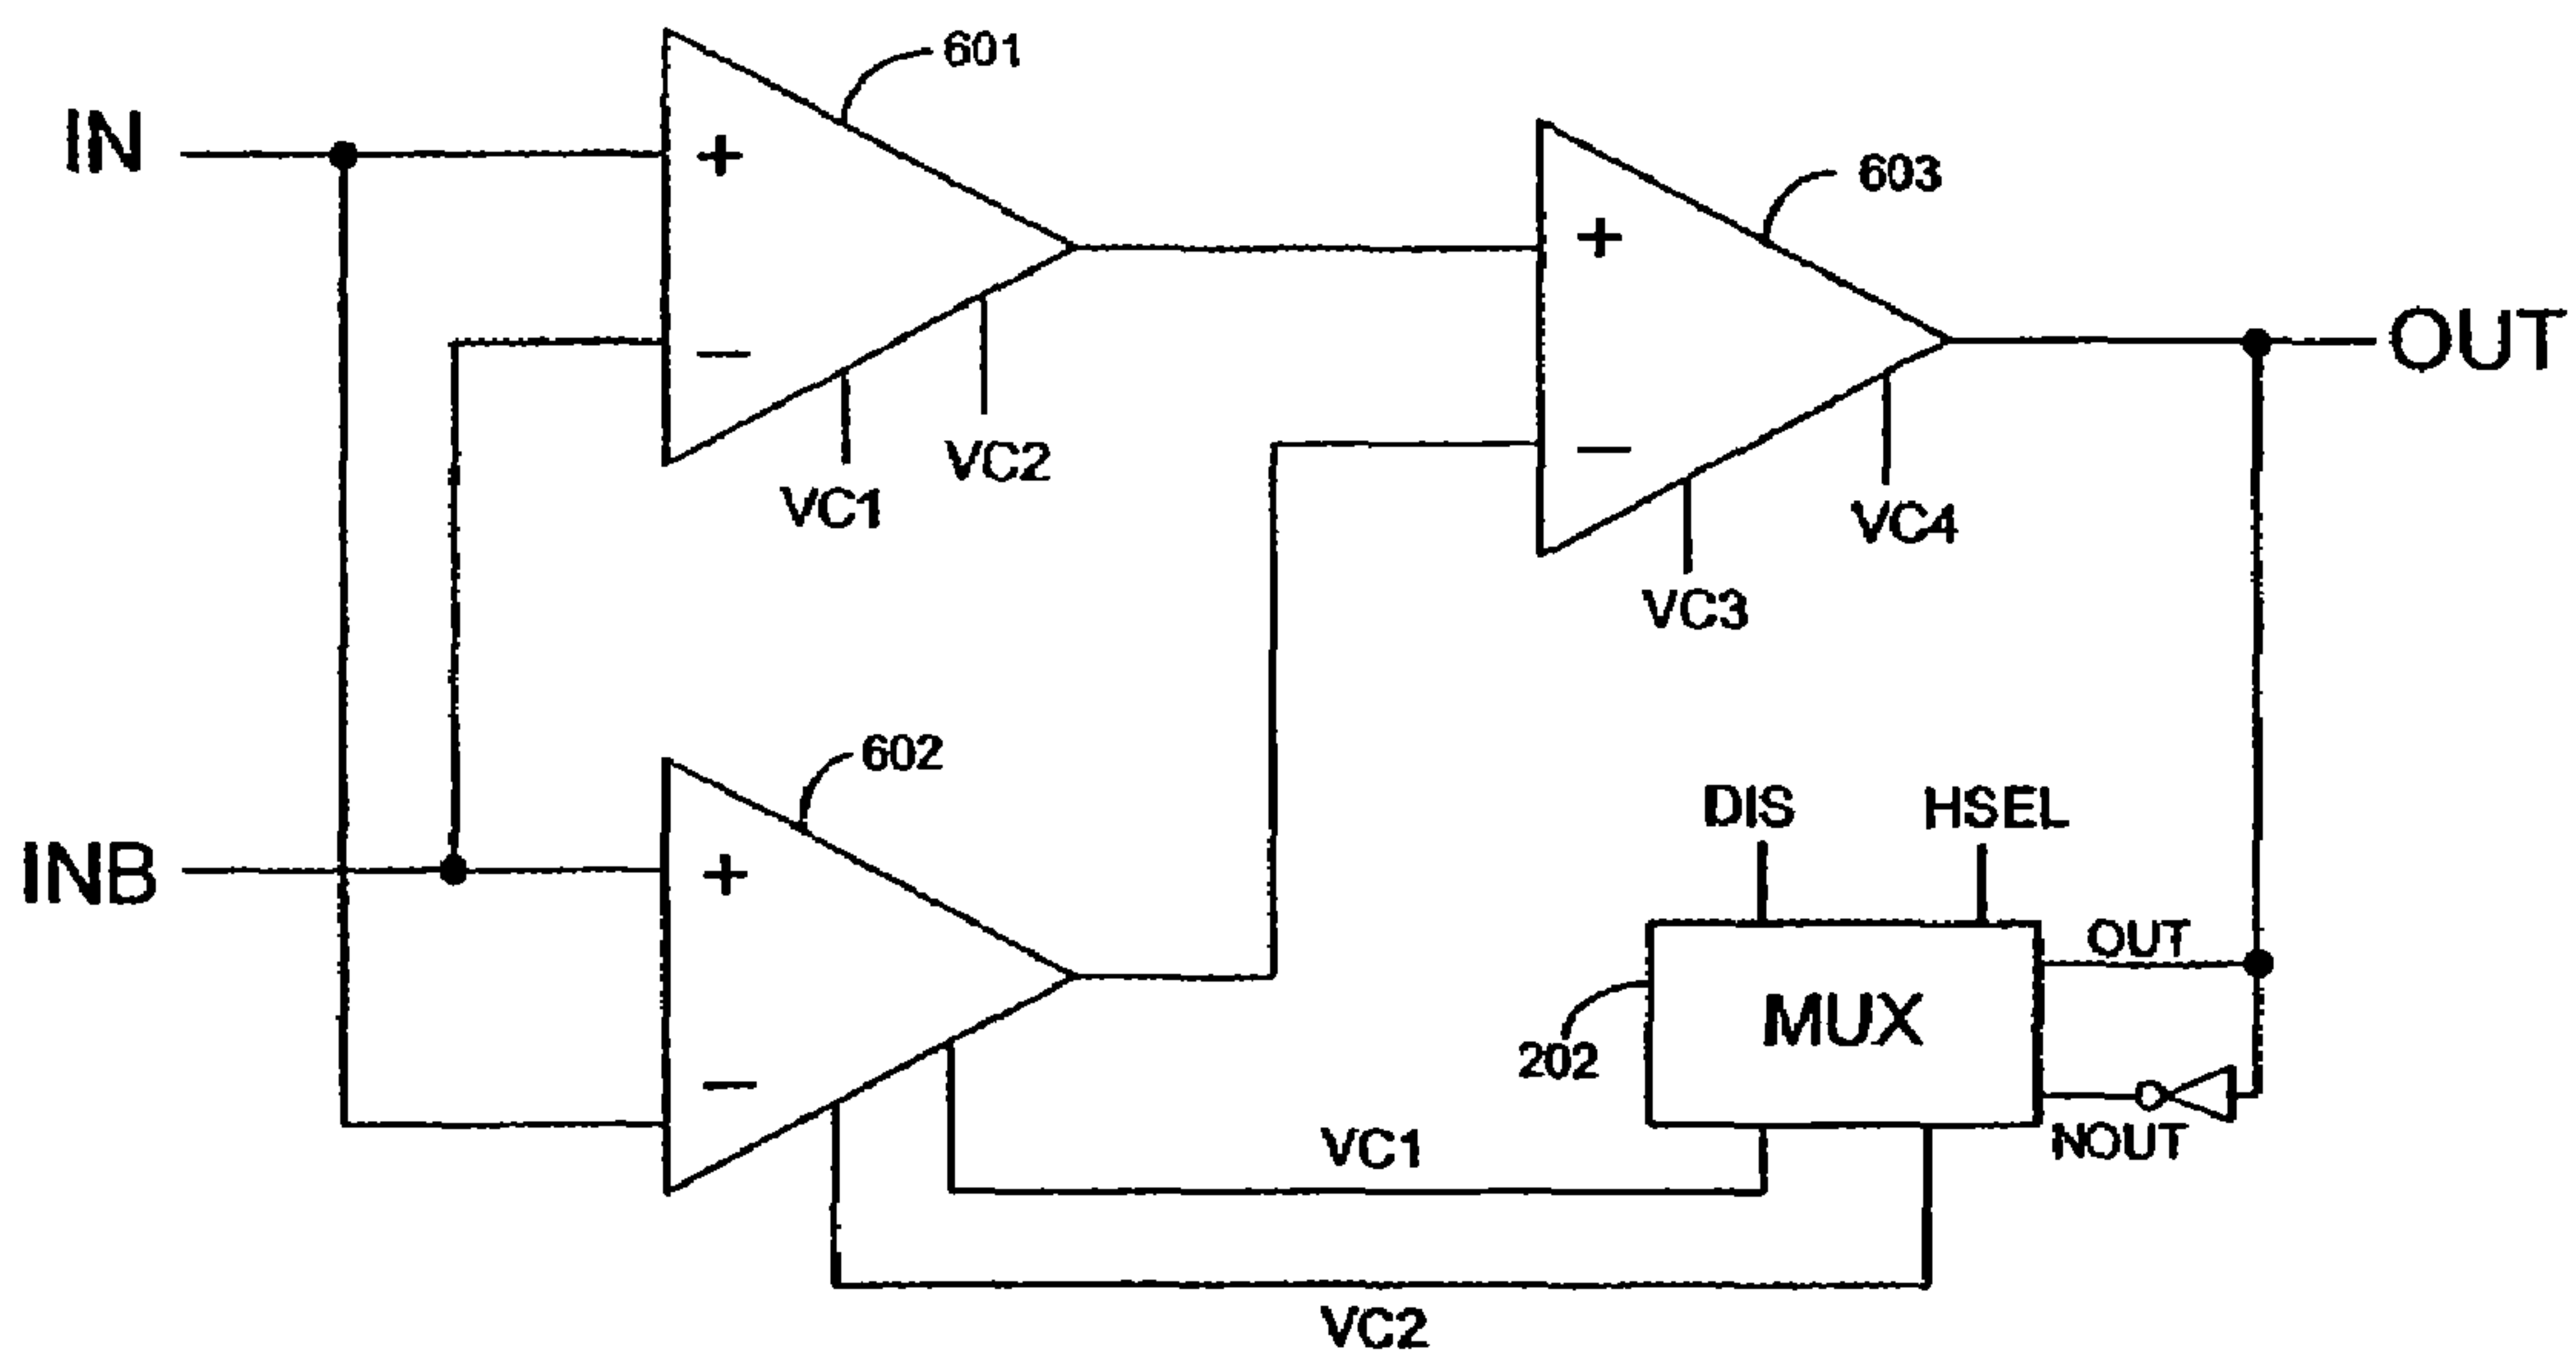 601
IN
+
603
+
−
OUT
VC2
VC1
−
VC4
VC3
602
DIS
HSEL
INB
+
OUT
MUX
202
−
NOUT
VC1
VC2